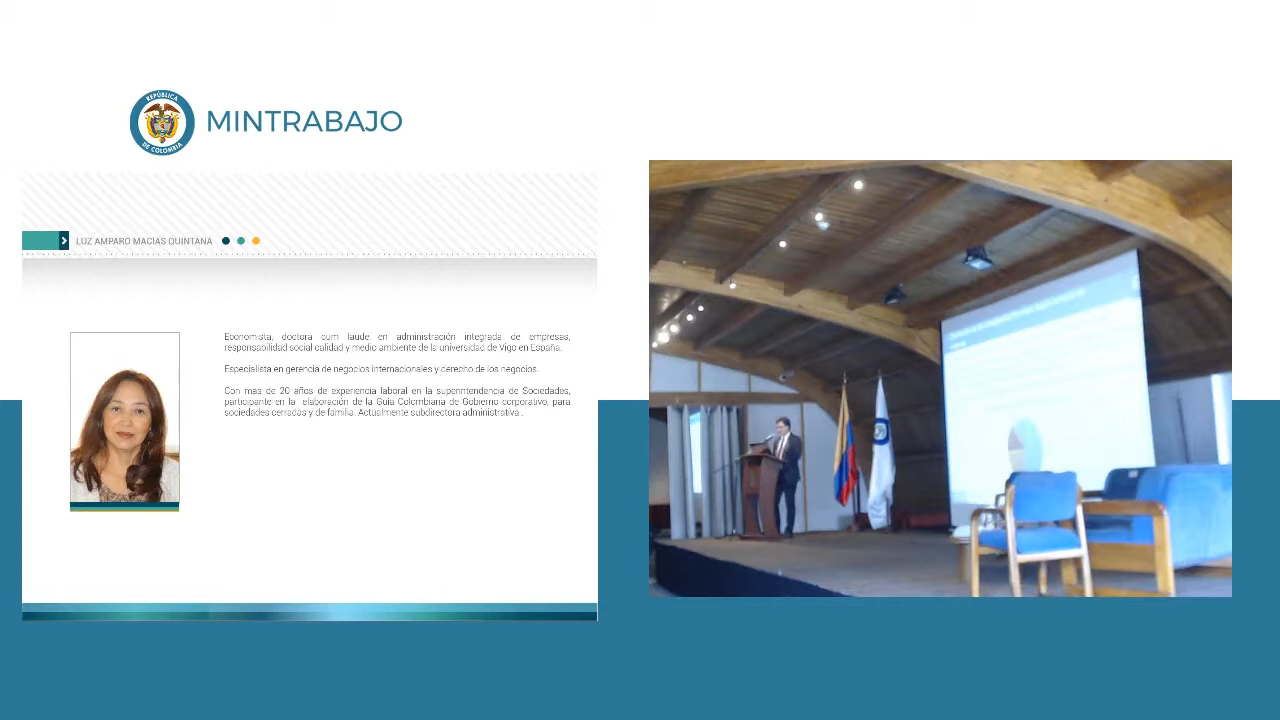 REPÚBLICA
DE COLOMBIA
MINTRABAJO
LUZ AMPARO MACIAS QUINTANA
Economista, doctora cum laude en administración integrada de empresas,
responsabilidad social calidad y medio ambiente de la universidad de Vigo en España.
Especialista en gerencia de negocios internacionales y derecho de los negocios.
Con mas de 20 años de experiencia laboral en la superintendencia de Sociedades,
participante en la elaboración de la Guía Colombiana de Gobierno corporativo, para
sociedades cerradas y de familia. Actualmente subdirectora administrativa .